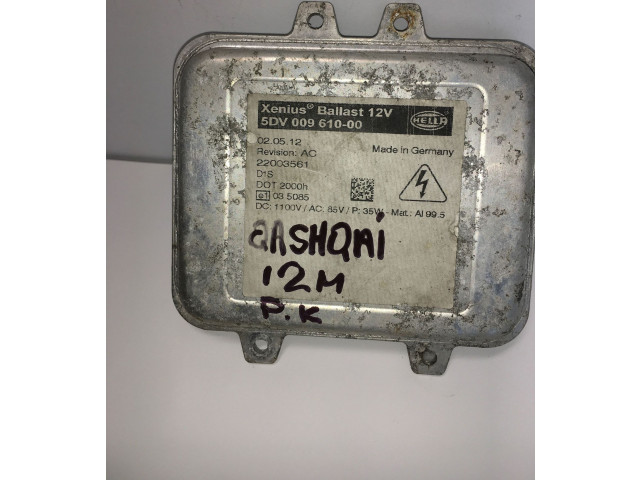 Xenius® Ballast 12V
5DV 009 610-00
HELLA
02.05.12
Made in Germany
Revision: AC
22003561
D1S
DOT 2000h
e1 03 5085
DC: 1100V / AC: 85V / P: 35W - Mat.: Al 99.5
QASHQAI
12M
P.K